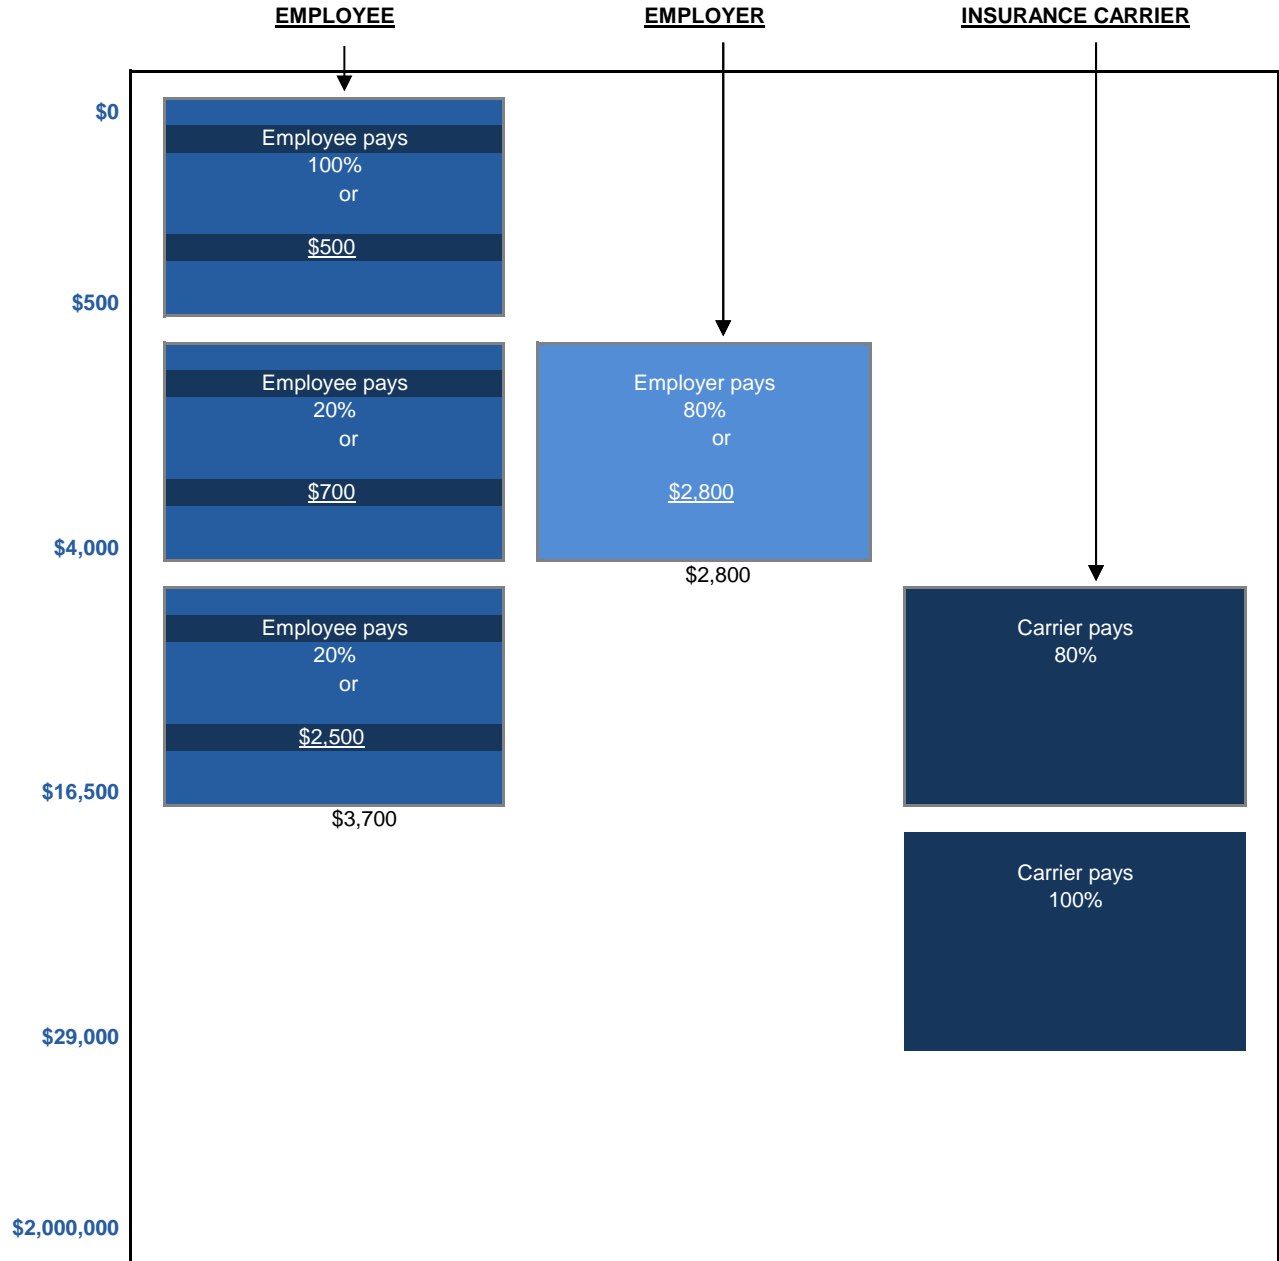 EMPLOYEE EMPLOYER INSURANCE CARRIER
$0
Employee pays
100%
or
$500
$500
Employee pays Employer pays
20% 80%
or or
$700 $2,800
$4,000
$2,800
Employee pays Carrier pays
20% 80%
or
$2,500
$16,500
$3,700
Carrier pays
100%
$29,000
$2,000,000